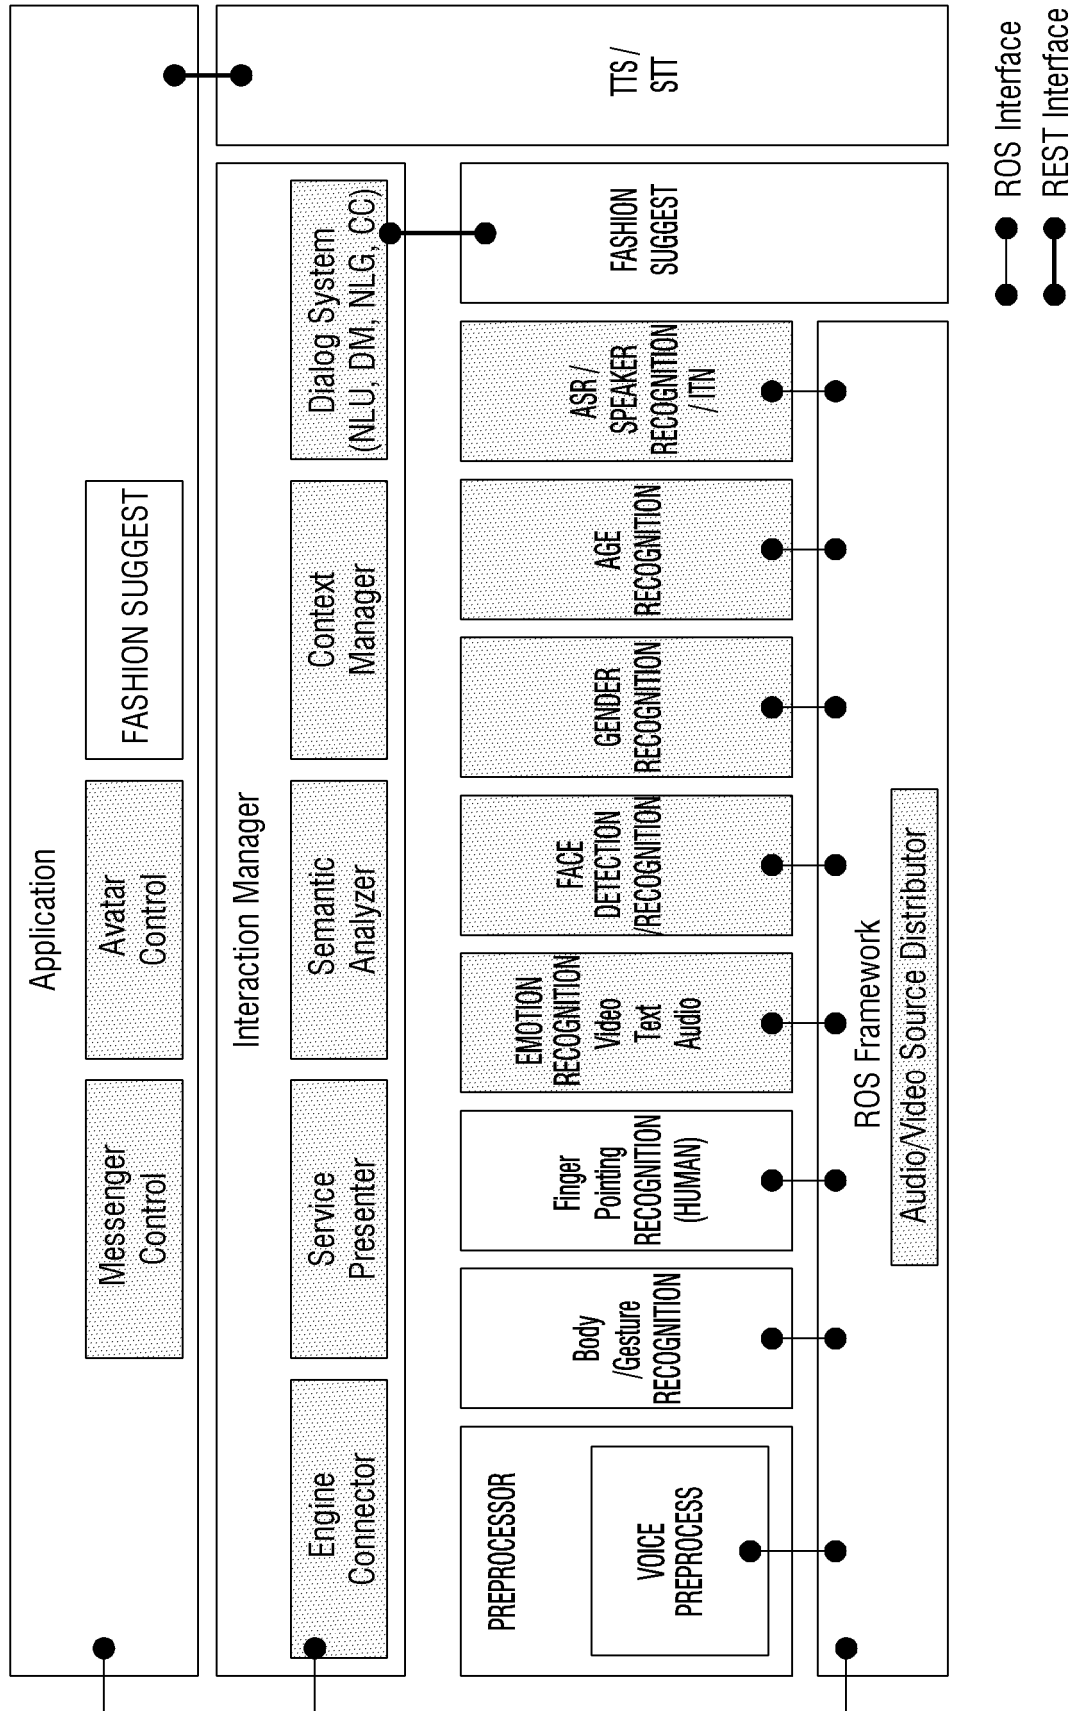 Application
Messenger
Control
Avatar
Control
FASHION SUGGEST
Interaction Manager
Engine
Connector
Service
Presenter
Semantic
Analyzer
Context
Manager
Dialog System
(NLU, DM, NLG, CC)
PREPROCESSOR
VOICE
PREPROCESS
Body
/Gesture
RECOGNITION
Finger
Pointing
RECOGNITION
(HUMAN)
EMOTION
RECOGNITION
Video
Text
Audio
FACE
DETECTION
/RECOGNITION
GENDER
RECOGNITION
AGE
RECOGNITION
ASR /
SPEAKER
RECOGNITION
/ ITN
FASHION
SUGGEST
TTS /
STT
ROS Framework
Audio/Video Source Distributor
ROS Interface
REST Interface